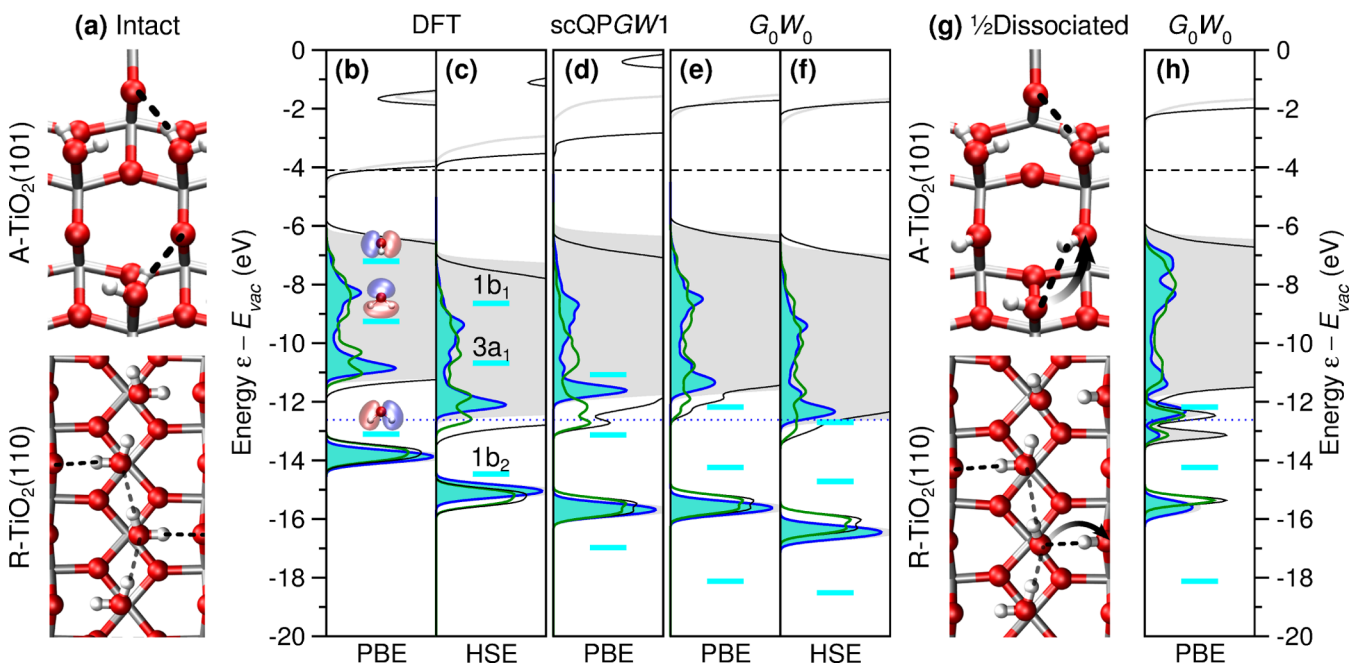 (a) Intact
DFT
scQPGW1
G₀W₀
(g) ½Dissociated
G₀W₀
A-TiO₂(101)
R-TiO₂(110)
Energy ε − Evac (eV)
0
-2
-4
-6
-8
-10
-12
-14
-16
-18
-20
(b)
(c)
(d)
(e)
(f)
1b₁
3a₁
1b₂
PBE
HSE
PBE
PBE
HSE
A-TiO₂(101)
R-TiO₂(110)
(h)
PBE
0
-2
-4
-6
-8
-10
-12
-14
-16
-18
-20
Energy ε − Evac (eV)